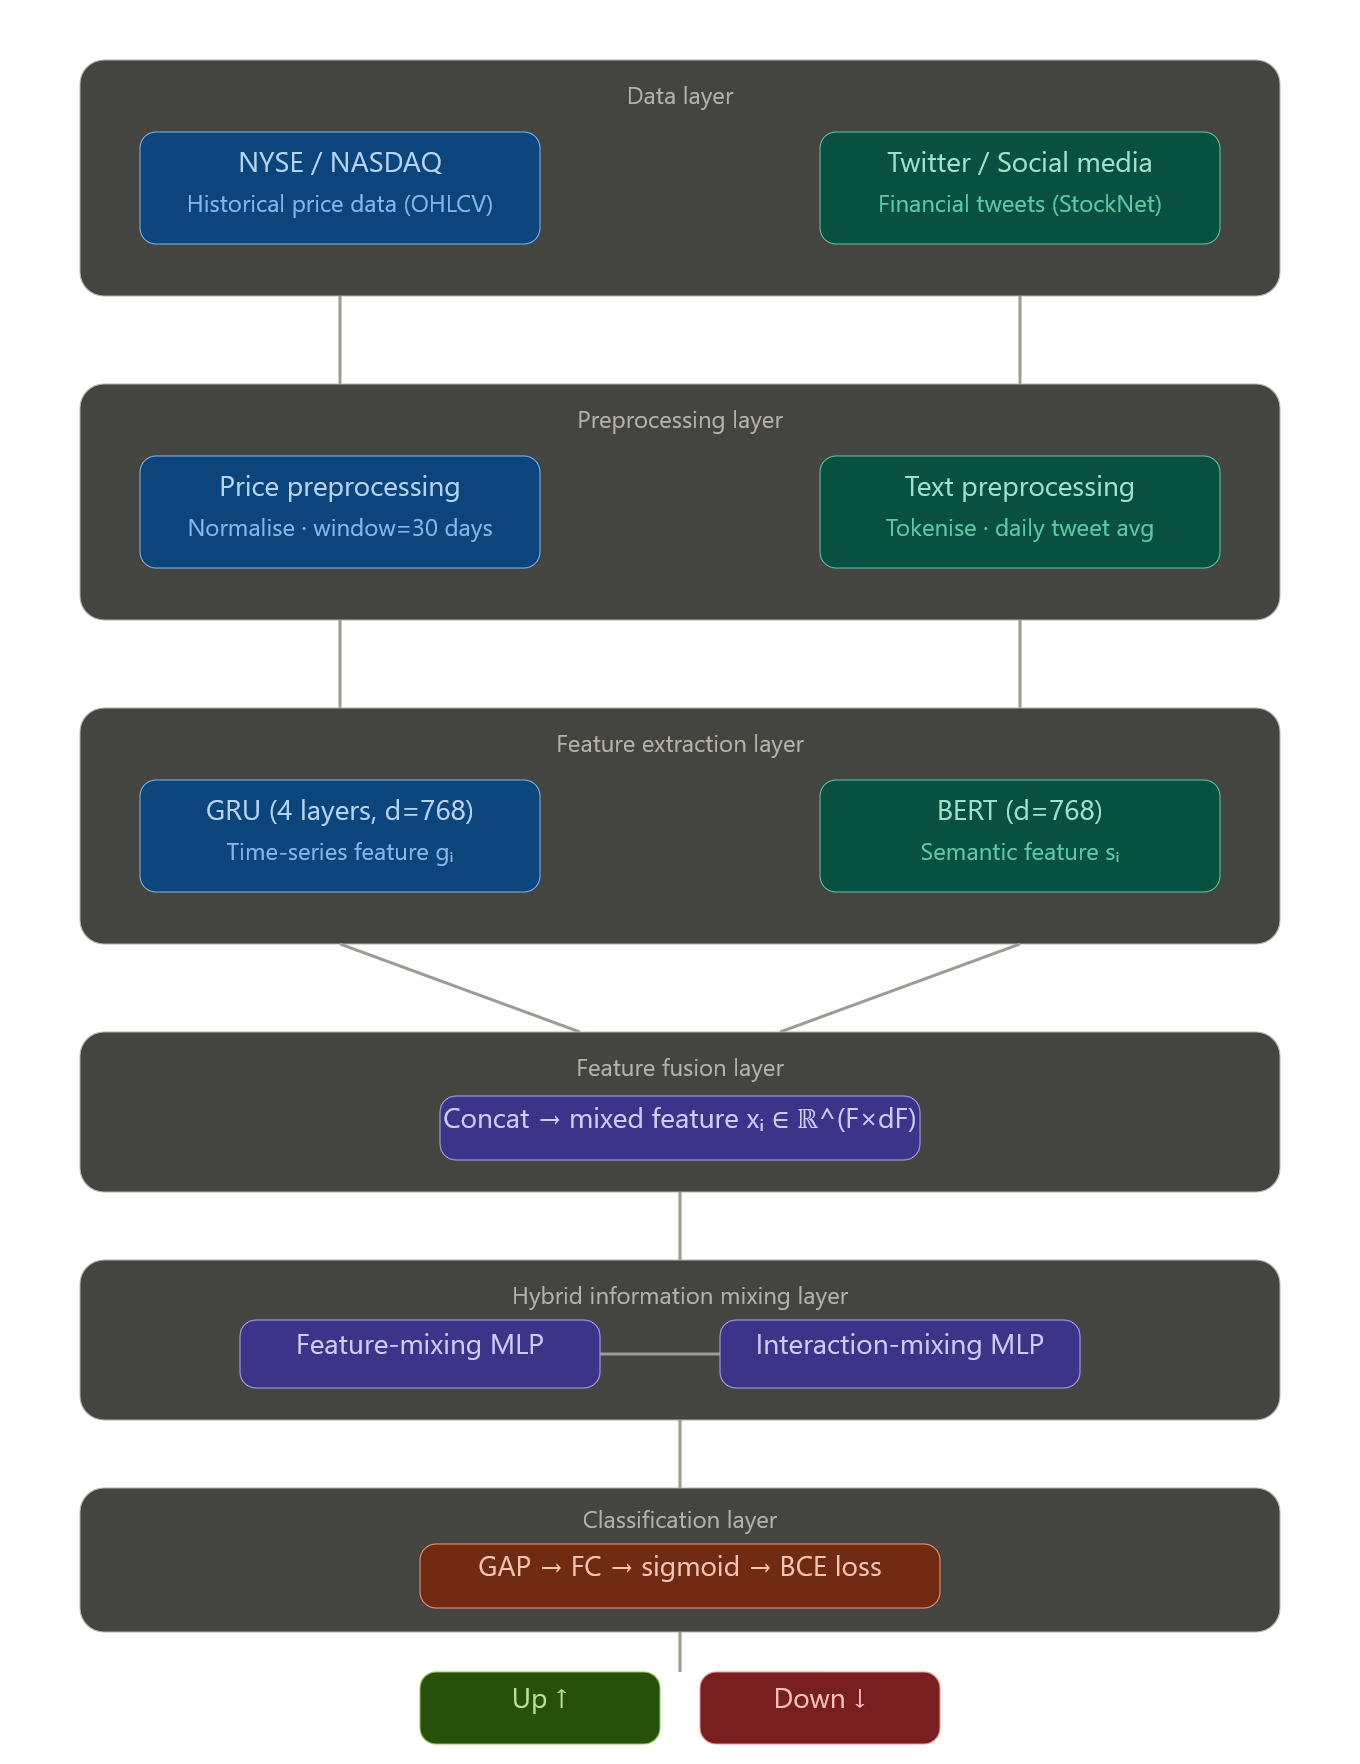 Data layer
NYSE / NASDAQ
Historical price data (OHLCV)
Twitter / Social media
Financial tweets (StockNet)
Preprocessing layer
Price preprocessing
Normalise · window=30 days
Text preprocessing
Tokenise · daily tweet avg
Feature extraction layer
GRU (4 layers, d=768)
Time-series feature gᵢ
BERT (d=768)
Semantic feature sᵢ
Feature fusion layer
Concat → mixed feature xᵢ ∈ ℝ^(F×dF)
Hybrid information mixing layer
Feature-mixing MLP
Interaction-mixing MLP
Classification layer
GAP → FC → sigmoid → BCE loss
Up ↑
Down ↓